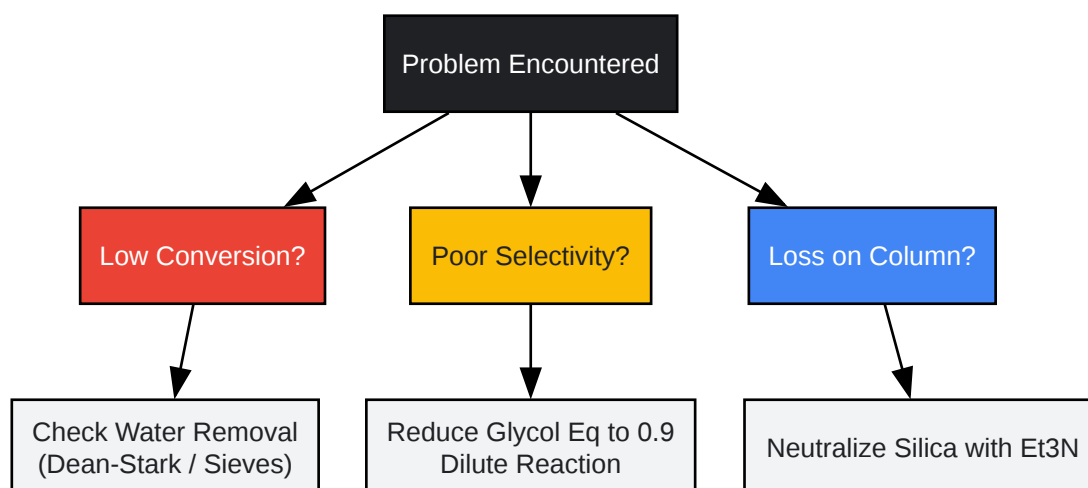 Problem Encountered
Low Conversion?
Poor Selectivity?
Loss on Column?
Check Water Removal
(Dean-Stark / Sieves)
Reduce Glycol Eq to 0.9
Dilute Reaction
Neutralize Silica with Et3N